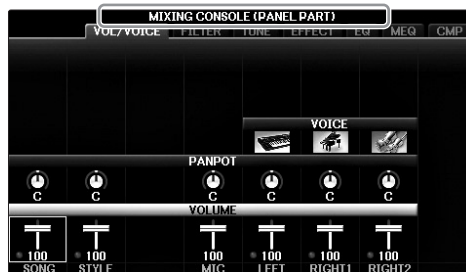 MIXING CONSOLE (PANEL PART)
VOL/VOICE FILTER TUNE EFFECT EQ MEQ CMP
VOICE
PANPOT
C C C C C C
VOLUME
100 100 100 100 100 100
SONG STYLE MIC LEFT RIGHT1 RIGHT2